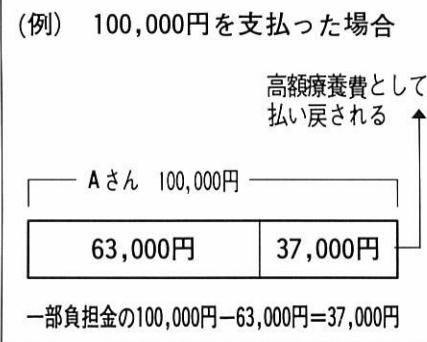 (例) 100,000円を支払った場合
高額療養費として
払い戻される
Aさん 100,000円
63,000円 37,000円
一部負担金の100,000円−63,000円=37,000円